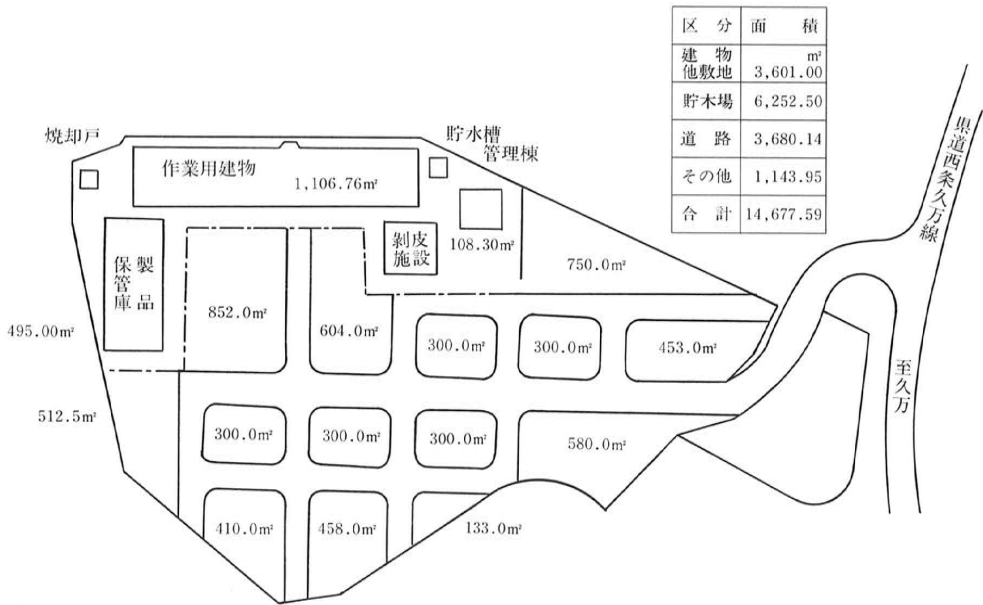 区分 面積
建物
他敷地 m² 3,601.00
貯木場 6,252.50
道路 3,680.14
その他 1,143.95
合計 14,677.59
焼却戸
貯水槽
管理棟
作業用建物
1,106.76m²
県道西条久万線
剝皮
施設
108.30m²
750.0m²
製品
保管庫
852.0m²
604.0m²
495.00m²
300.0m²
300.0m²
453.0m²
至久万
512.5m²
300.0m²
300.0m²
300.0m²
580.0m²
410.0m²
458.0m²
133.0m²